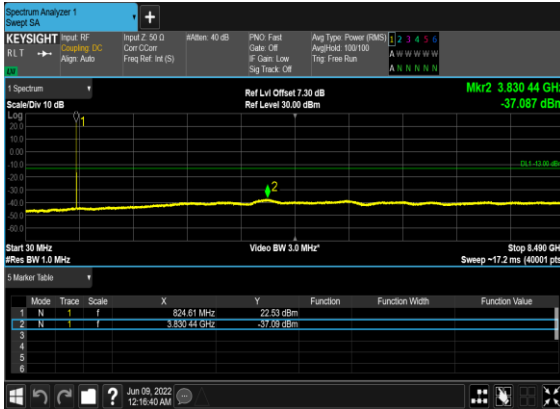 Spectrum Analyzer 1
Swept SA
+
KEYSIGHT
RLT
LW
Input: RF
Coupling: DC
Align: Auto
Input Z: 50 Ω
Corr CCorr
Freq Ref: Int (S)
#Atten: 40 dB
PNO: Fast
Gate: Off
IF Gain: Low
Sig Track: Off
Avg Type: Power (RMS)
Avg|Hold: 100/100
Trig: Free Run
1 2 3 4 5 6
A W W W W W
A N N N N N
1 Spectrum
Scale/Div 10 dB
Ref Lvl Offset 7.30 dB
Ref Level 30.00 dBm
Mkr2 3.830 44 GHz
-37.087 dBm
Log
20.0
10.0
0.00
-10.0
-20.0
-30.0
-40.0
-50.0
-60.0
1
2
DL1 -13.00 dBm
Start 30 MHz
#Res BW 1.0 MHz
Video BW 3.0 MHz*
Stop 8.490 GH
Sweep ~17.2 ms (40001 pts
5 Marker Table
Mode Trace Scale X Y Function Function Width Function Value
1 N 1 f 824.61 MHz 22.53 dBm
2 N 1 f 3.830 44 GHz -37.09 dBm
3
4
5
6
?
Jun 09, 2022
12:16:40 AM